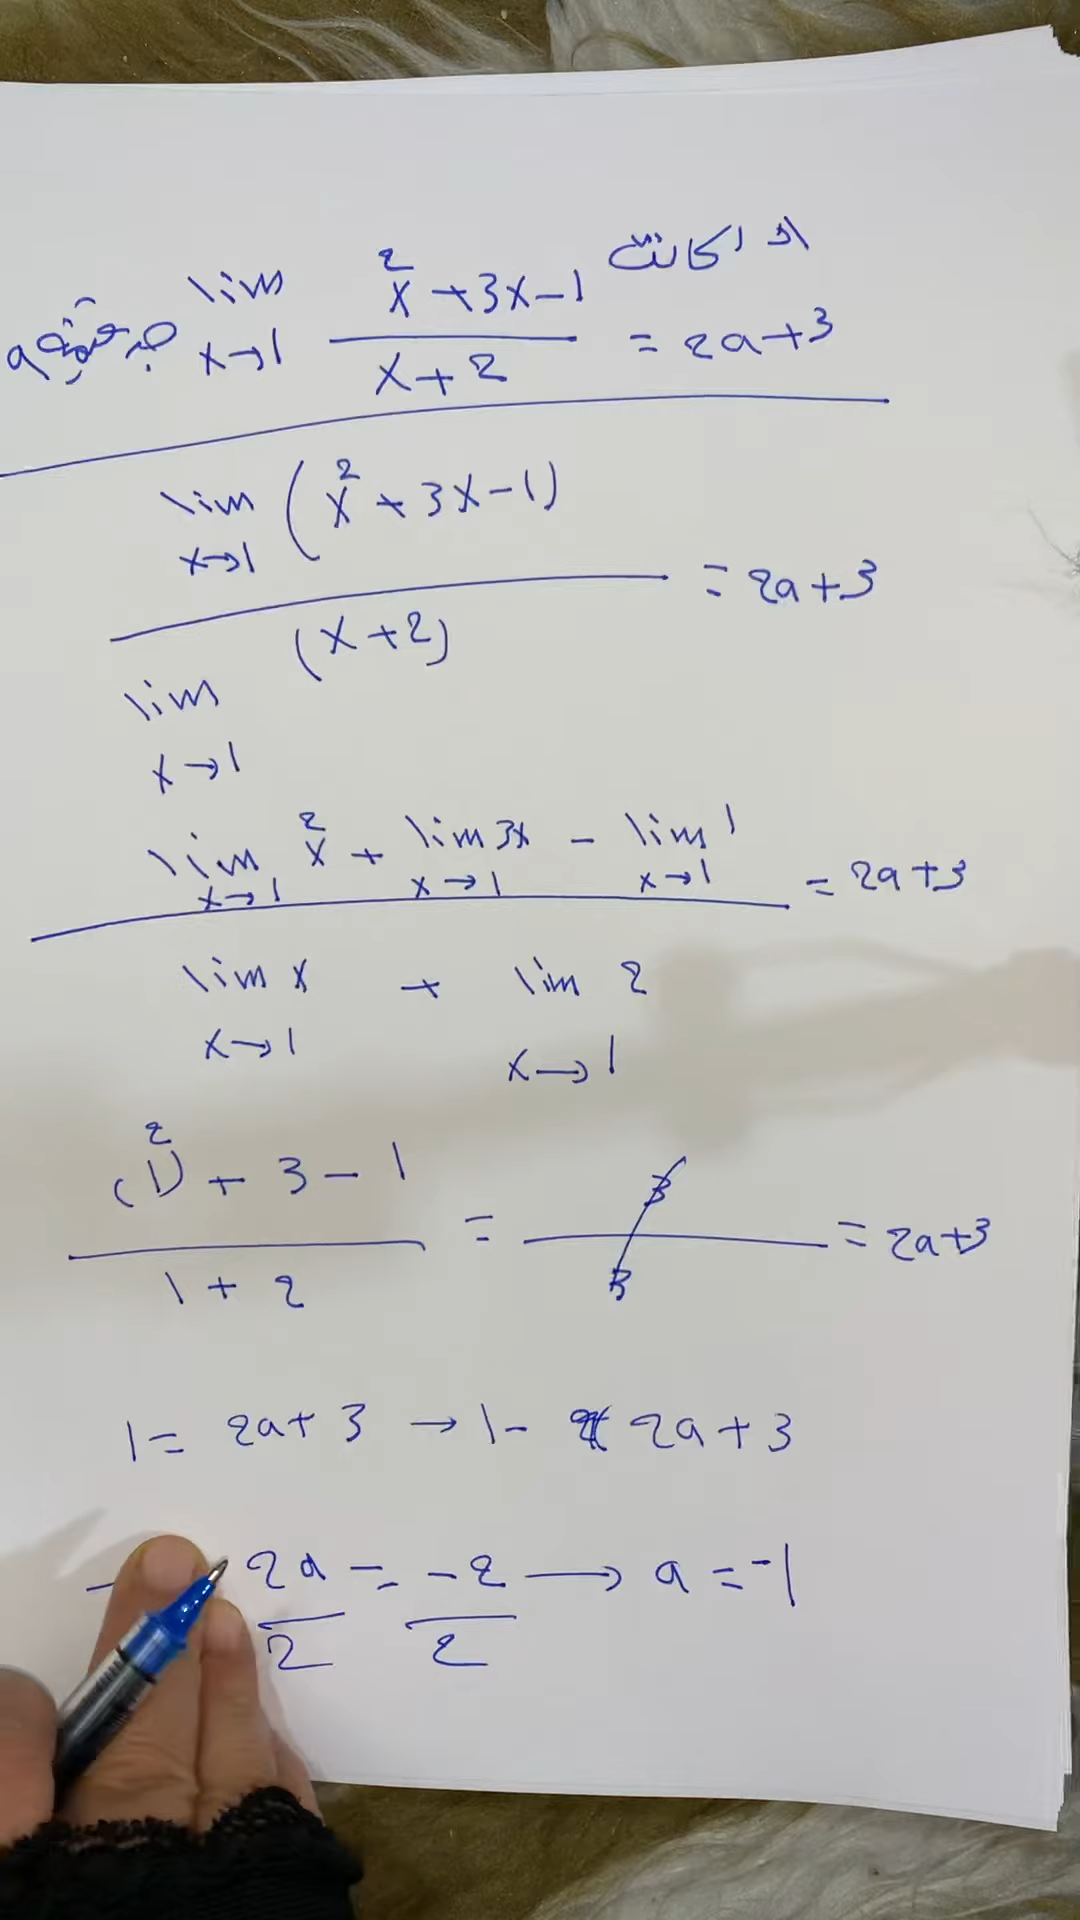 اذا كانت
lim x→1 (x² + 3x - 1) / (x + 2) = 2a + 3 جد قيمة a
lim x→1 (x² + 3x - 1)
= 2a + 3
(x + 2)
lim
x→1
lim x→1 x² + lim x→1 3x - lim x→1 1
= 2a + 3
lim x→1 x + lim x→1 2
(1)² + 3 - 1 / 1 + 2 = 3 / 3 = 2a + 3
1 = 2a + 3 → 1 - 2a + 3
2a / 2 = -2 / 2 → a = -1